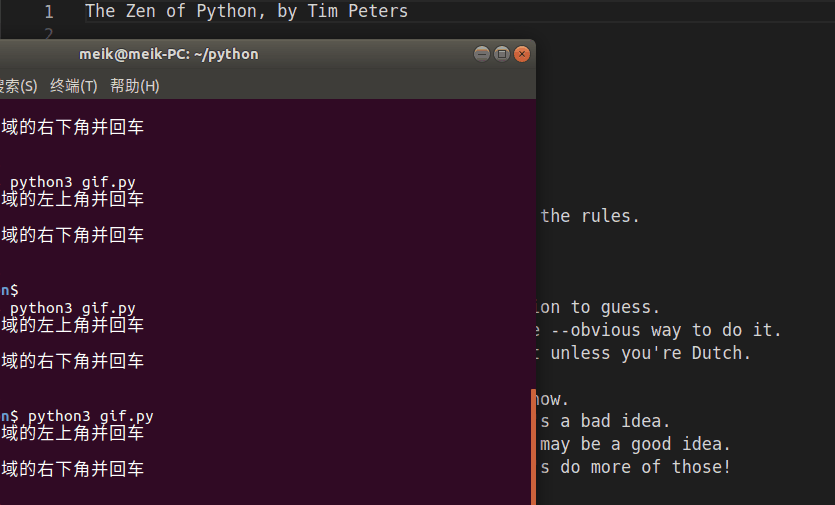 1 The Zen of Python, by Tim Peters
2
meik@meik-PC: ~/python
搜索(S) 终端(T) 帮助(H)
域的右下角并回车
python3 gif.py
域的左上角并回车
域的右下角并回车
n$
python3 gif.py
域的左上角并回车
域的右下角并回车
n$ python3 gif.py
域的左上角并回车
域的右下角并回车
the rules.
ion to guess.
e --obvious way to do it.
t unless you're Dutch.
now.
s a bad idea.
may be a good idea.
s do more of those!